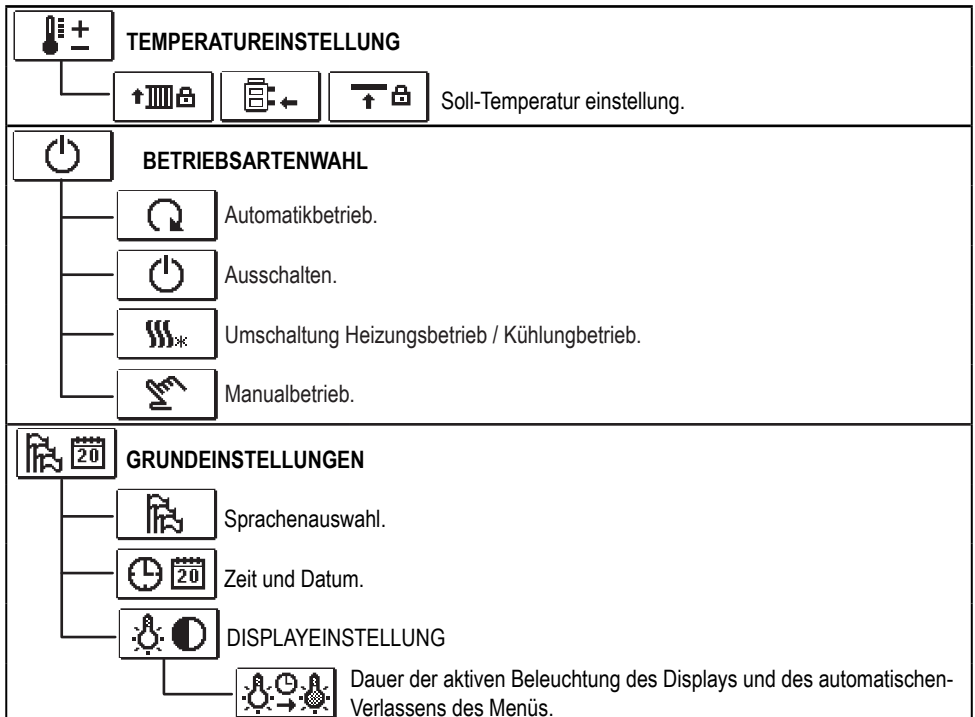 TEMPERATUREINSTELLUNG
Soll-Temperatur einstellung.
BETRIEBSARTENWAHL
Automatikbetrieb.
Ausschalten.
Umschaltung Heizungsbetrieb / Kühlungbetrieb.
Manualbetrieb.
20 GRUNDEINSTELLUNGEN
Sprachenauswahl.
20 Zeit und Datum.
DISPLAYEINSTELLUNG
Dauer der aktiven Beleuchtung des Displays und des automatischen-
Verlassens des Menüs.